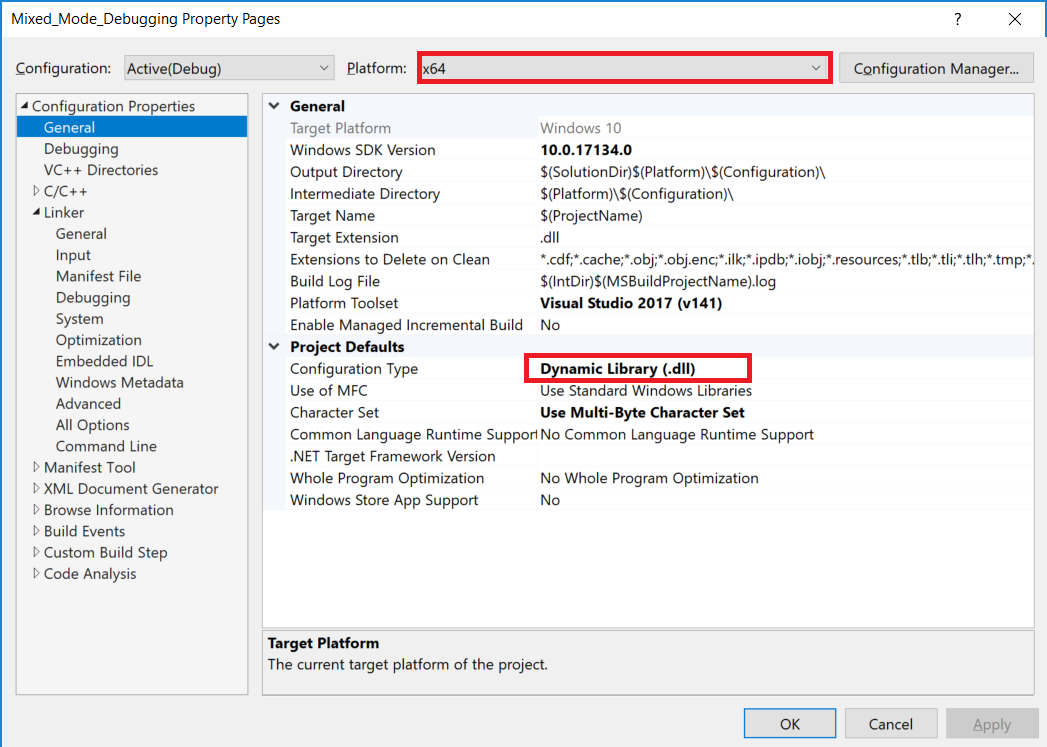 Mixed_Mode_Debugging Property Pages
?
Configuration: Active(Debug) Platform: x64 Configuration Manager...
Configuration Properties
General
Debugging
VC++ Directories
C/C++
Linker
General
Input
Manifest File
Debugging
System
Optimization
Embedded IDL
Windows Metadata
Advanced
All Options
Command Line
Manifest Tool
XML Document Generator
Browse Information
Build Events
Custom Build Step
Code Analysis
General
Target Platform Windows 10
Windows SDK Version 10.0.17134.0
Output Directory $(SolutionDir)$(Platform)\$(Configuration)\
Intermediate Directory $(Platform)\$(Configuration)\
Target Name $(ProjectName)
Target Extension .dll
Extensions to Delete on Clean *.cdf;*.cache;*.obj;*.obj.enc;*.ilk;*.ipdb;*.iobj;*.resources;*.tlb;*.tli;*.tlh;*.tmp;*.
Build Log File $(IntDir)$(MSBuildProjectName).log
Platform Toolset Visual Studio 2017 (v141)
Enable Managed Incremental Build No
Project Defaults
Configuration Type Dynamic Library (.dll)
Use of MFC Use Standard Windows Libraries
Character Set Use Multi-Byte Character Set
Common Language Runtime Support No Common Language Runtime Support
.NET Target Framework Version
Whole Program Optimization No Whole Program Optimization
Windows Store App Support No
Target Platform
The current target platform of the project.
OK Cancel Apply